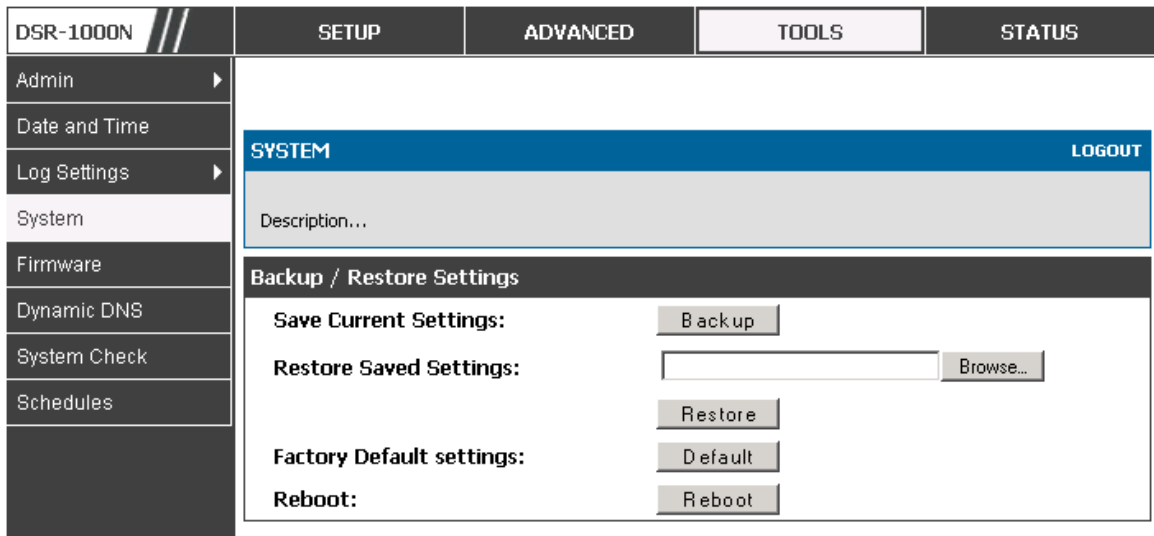 DSR-1000N
SETUP
ADVANCED
TOOLS
STATUS
Admin
Date and Time
Log Settings
System
Firmware
Dynamic DNS
System Check
Schedules
SYSTEM
LOGOUT
Description...
Backup / Restore Settings
Save Current Settings:
Backup
Restore Saved Settings:
Browse...
Restore
Factory Default settings:
Default
Reboot:
Reboot